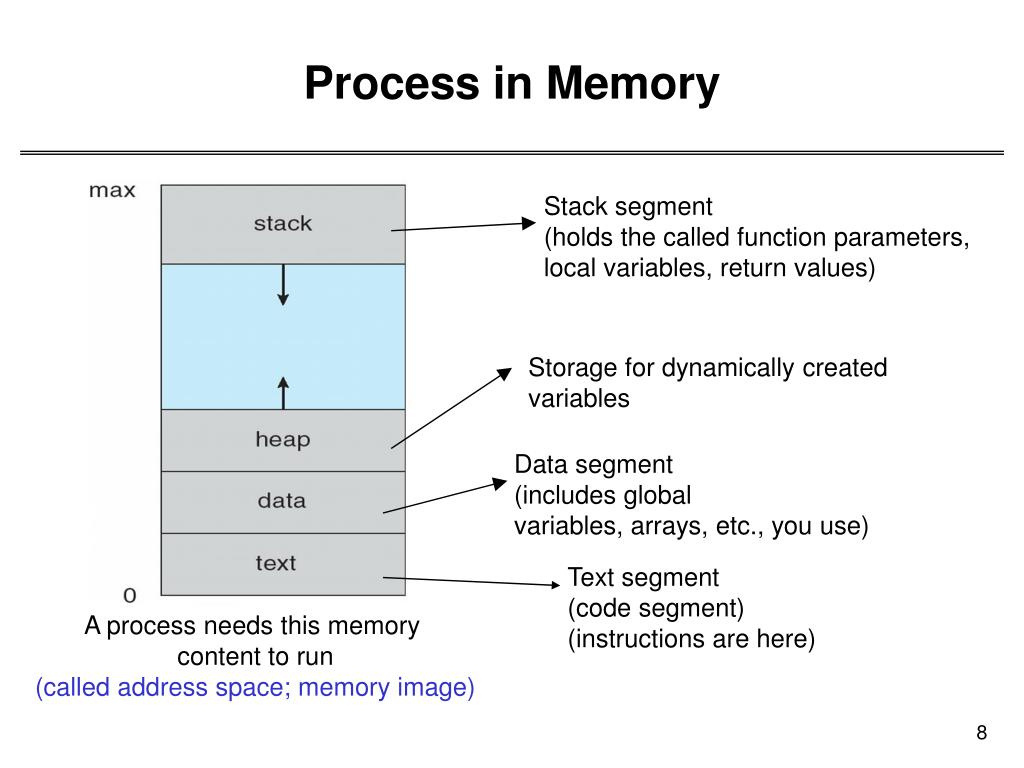 Process in Memory
max
stack
heap
data
text
0
Stack segment
(holds the called function parameters,
local variables, return values)
Storage for dynamically created
variables
Data segment
(includes global
variables, arrays, etc., you use)
Text segment
(code segment)
(instructions are here)
A process needs this memory
content to run
(called address space; memory image)
8